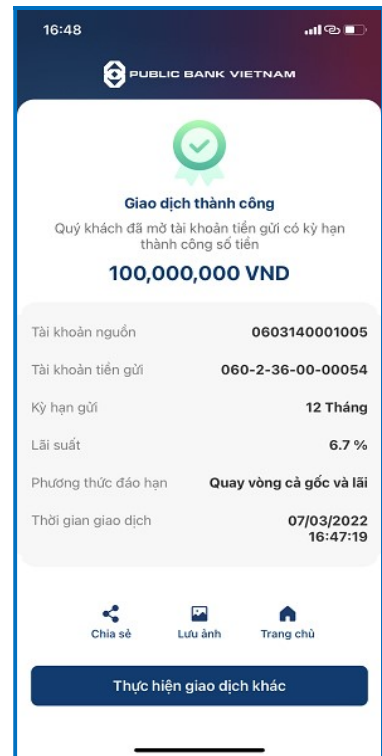 16:48
PUBLIC BANK VIETNAM
Giao dịch thành công
Quý khách đã mở tài khoản tiền gửi có kỳ hạn
thành công số tiền
100,000,000 VND
Tài khoản nguồn 0603140001005
Tài khoản tiền gửi 060-2-36-00-00054
Kỳ hạn gửi 12 Tháng
Lãi suất 6.7 %
Phương thức đáo hạn Quay vòng cả gốc và lãi
Thời gian giao dịch 07/03/2022
16:47:19
Chia sẻ Lưu ảnh Trang chủ
Thực hiện giao dịch khác